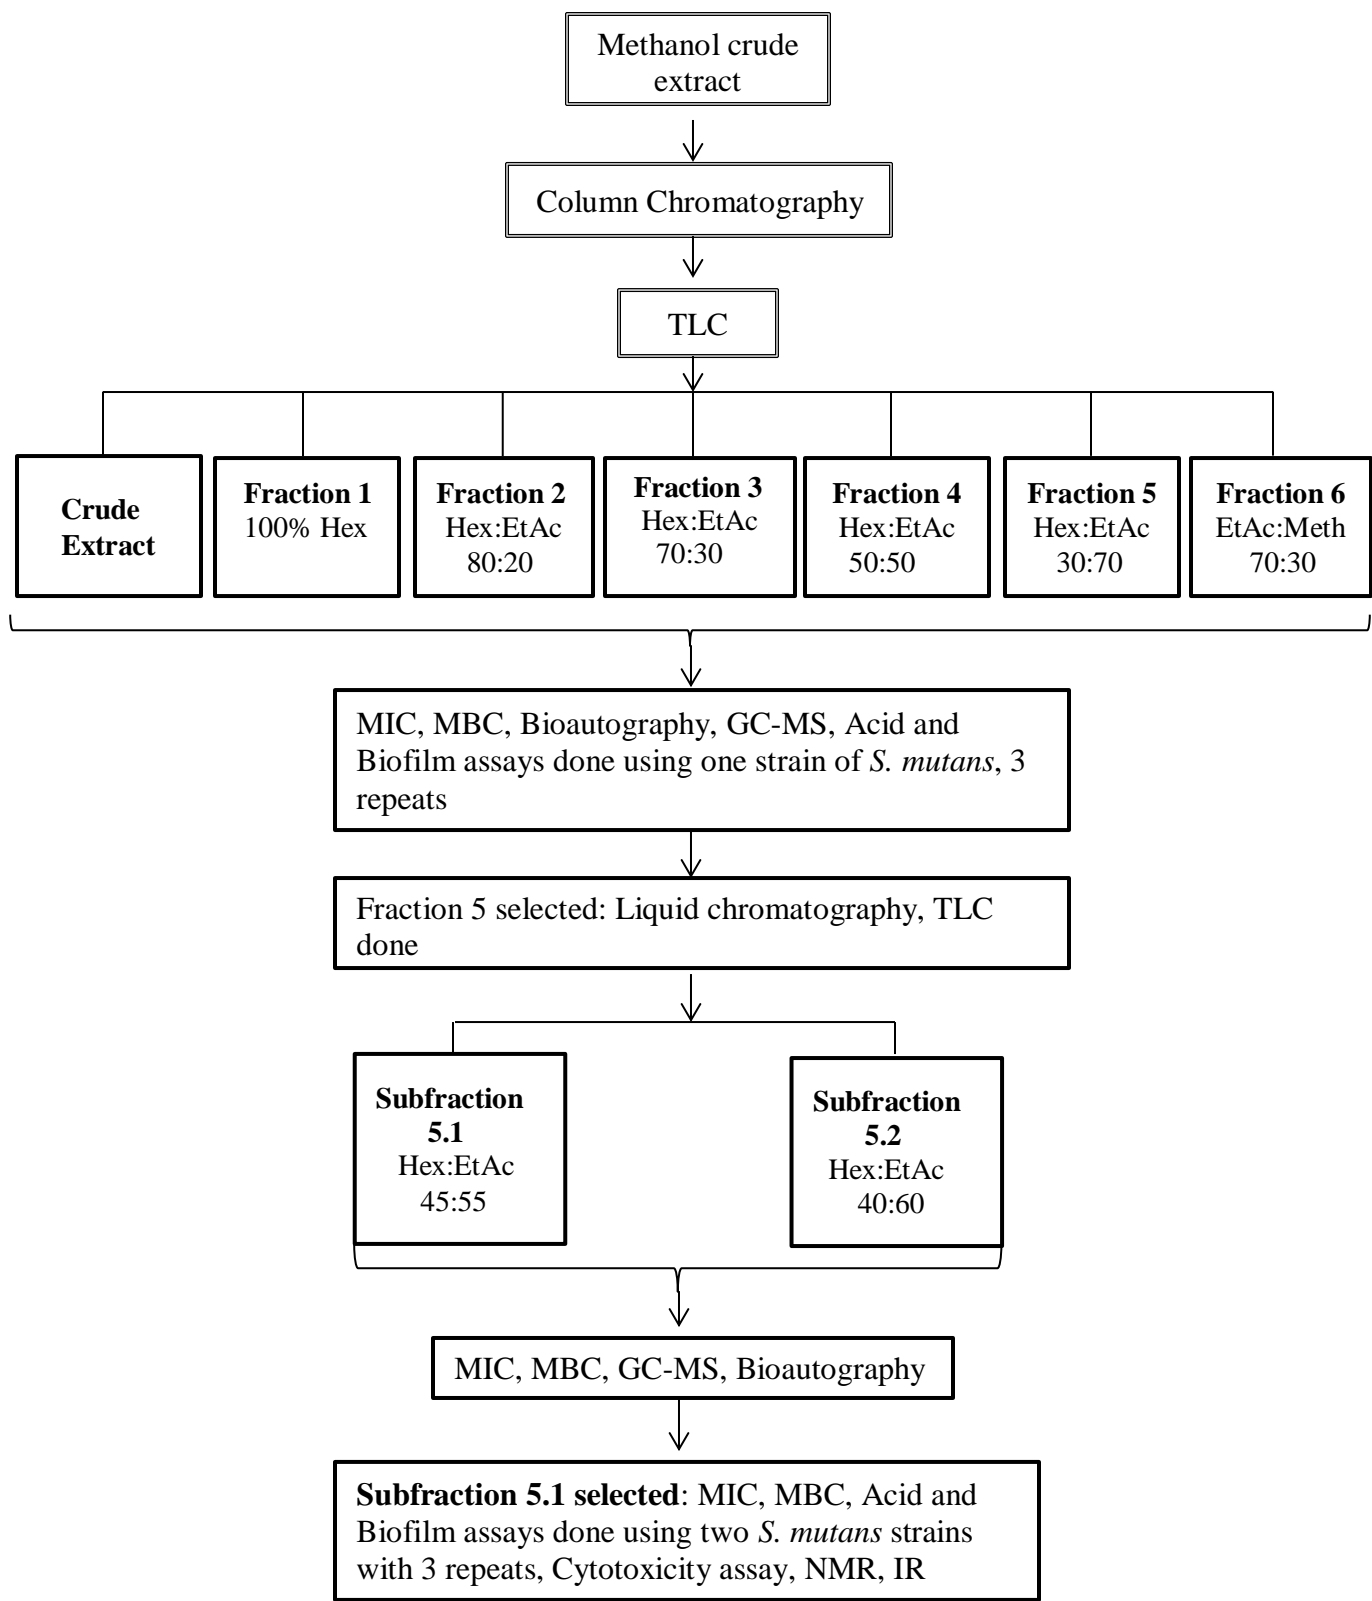 Methanol crude
extract
Column Chromatography
TLC
Crude
Extract
Fraction 1
100% Hex
Fraction 2
Hex:EtAc
80:20
Fraction 3
Hex:EtAc
70:30
Fraction 4
Hex:EtAc
50:50
Fraction 5
Hex:EtAc
30:70
Fraction 6
EtAc:Meth
70:30
MIC, MBC, Bioautography, GC-MS, Acid and
Biofilm assays done using one strain of S. mutans, 3
repeats
Fraction 5 selected: Liquid chromatography, TLC
done
Subfraction
5.1
Hex:EtAc
45:55
Subfraction
5.2
Hex:EtAc
40:60
MIC, MBC, GC-MS, Bioautography
Subfraction 5.1 selected: MIC, MBC, Acid and
Biofilm assays done using two S. mutans strains
with 3 repeats, Cytotoxicity assay, NMR, IR